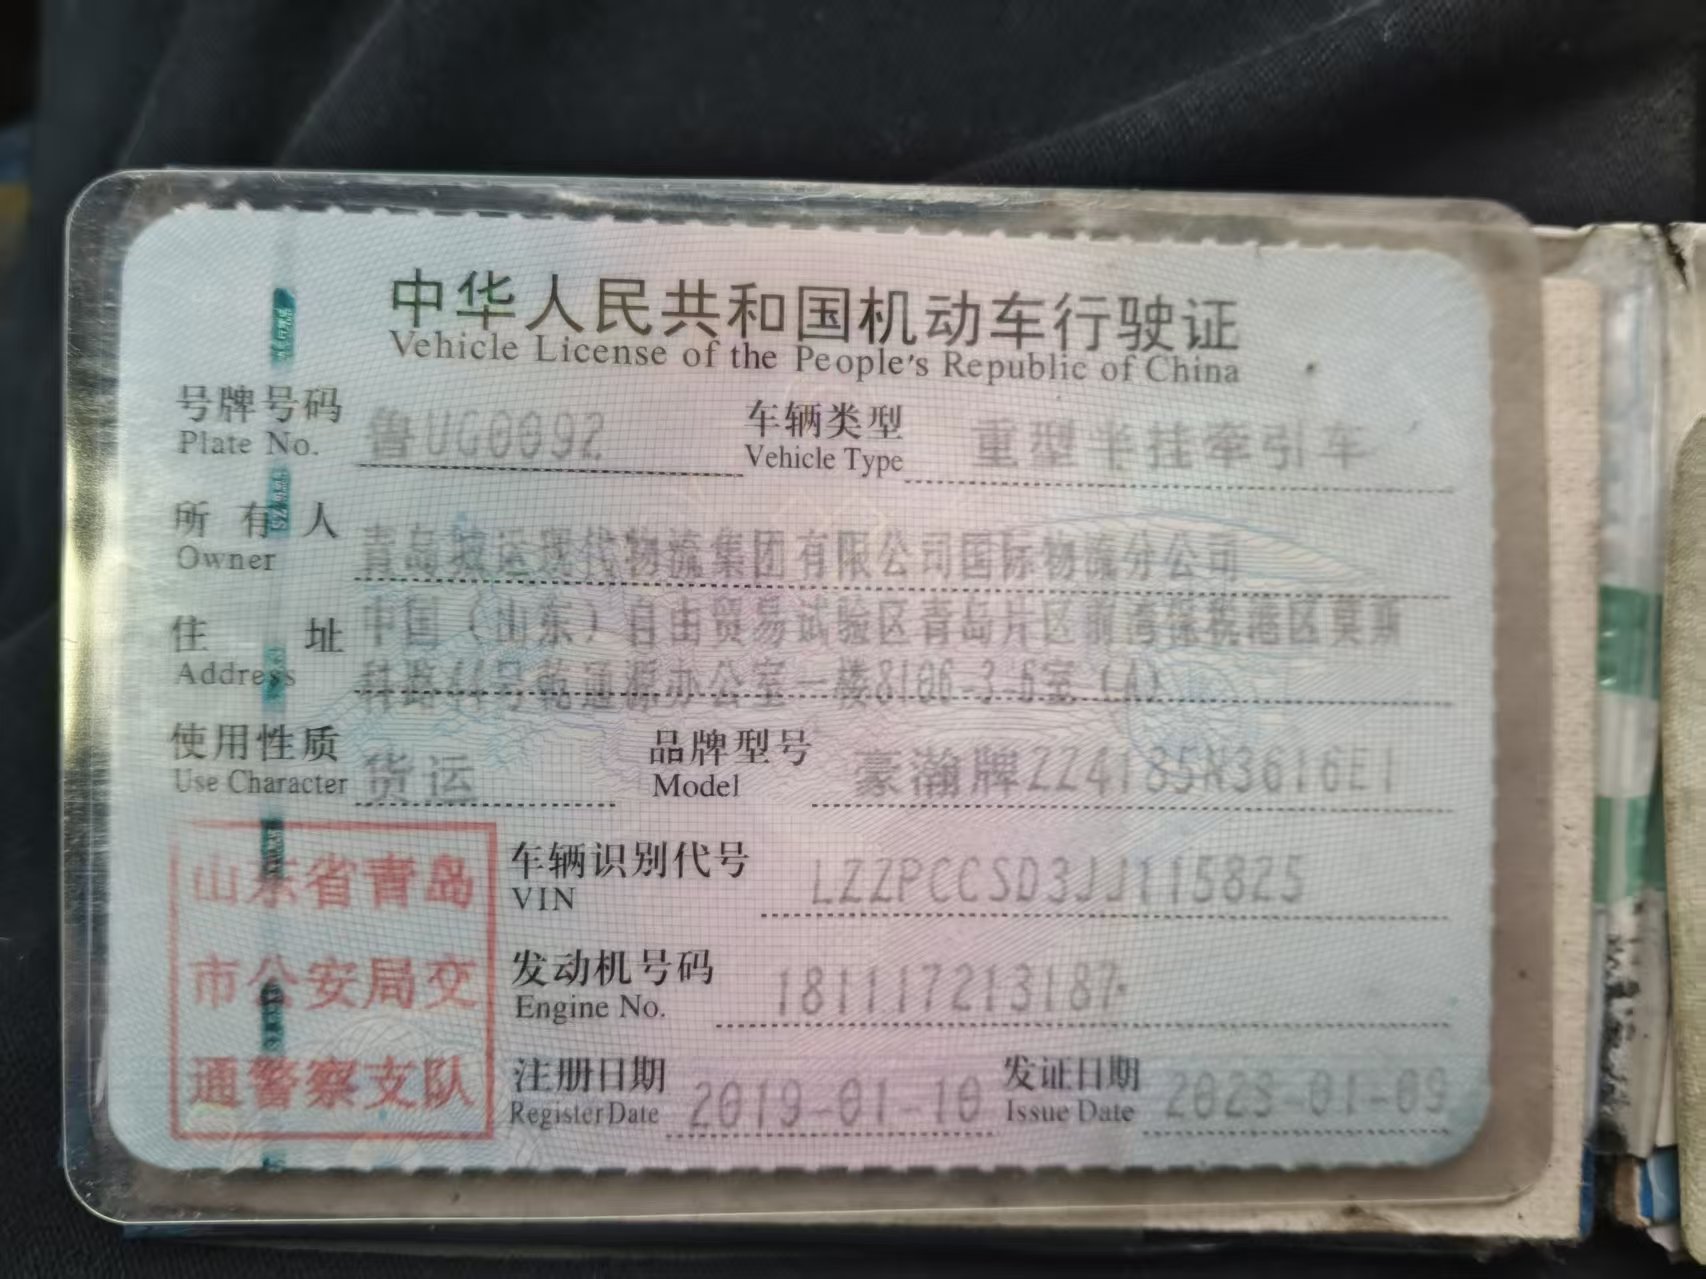 中华人民共和国机动车行驶证
Vehicle License of the People's Republic of China
号牌号码 鲁UG0092 车辆类型 重型半挂牵引车
Plate No. Vehicle Type
所有人 青岛 运现代物流集团有限公司国际物流分公司
Owner
住址 中国(山东)自由贸易试验区青岛片区前湾保税港区莫斯
Address 科路44号乾通源办公室一楼8106-3-6室(A)
使用性质 货运 品牌型号 豪瀚牌ZZ4185N3616E1
Use Character Model
山东省青岛
市公安局交
通警察支队
车辆识别代号 LZZPCCSD3JJ115825
VIN
发动机号码 181117213187
Engine No.
注册日期 2019-01-10 发证日期 2023-01-09
Register Date Issue Date